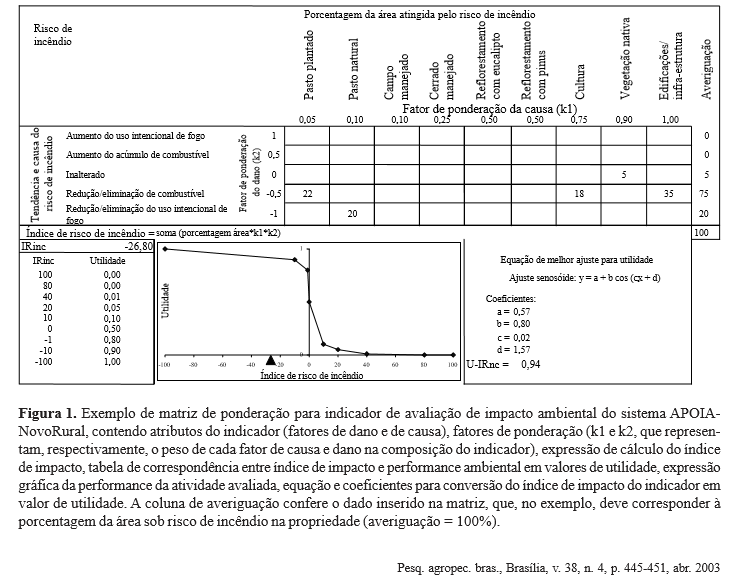 Porcentagem da área atingida pelo risco de incêndio
Risco de
incêndio
Pasto plantado
Pasto natural
Campo
manejado
Cerrado
manejado
Reflorestamento
com eucalipto
Reflorestamento
com pinus
Cultura
Vegetação nativa
Edificações/
infra-estrutura
Averiguação
Fator de ponderação da causa (k1)
0,05 0,10 0,10 0,25 0,50 0,50 0,75 0,90 1,00
Tendência e causa do
risco de incêndio
Fator de ponderação
do dano (k2)
Aumento do uso intencional de fogo 1 0
Aumento do acúmulo de combustível 0,5 0
Inalterado 0 5 5
Redução/eliminação de combustível -0,5 22 18 35 75
Redução/eliminação do uso intencional de
fogo -1 20 20
Índice de risco de incêndio = soma (porcentagem área*k1*k2) 100
IRinc -26,80
IRinc Utilidade
100 0,00
80 0,00
40 0,01
20 0,05
10 0,10
0 0,50
-1 0,80
-10 0,90
-100 1,00
Utilidade
1
0
-100 -80 -60 -40 -20 0 20 40 60 80 100
Índice de risco de incêndio
Equação de melhor ajuste para utilidade
Ajuste senosóide: y = a + b cos (cx + d)
Coeficientes:
a = 0,57
b = 0,80
c = 0,02
d = 1,57
U-IRnc = 0,94
Figura 1. Exemplo de matriz de ponderação para indicador de avaliação de impacto ambiental do sistema APOIA-
NovoRural, contendo atributos do indicador (fatores de dano e de causa), fatores de ponderação (k1 e k2, que represen-
tam, respectivamente, o peso de cada fator de causa e dano na composição do indicador), expressão de cálculo do índice
de impacto, tabela de correspondência entre índice de impacto e performance ambiental em valores de utilidade, expressão
gráfica da performance da atividade avaliada, equação e coeficientes para conversão do índice de impacto do indicador em
valor de utilidade. A coluna de averiguação confere o dado inserido na matriz, que, no exemplo, deve corresponder à
porcentagem da área sob risco de incêndio na propriedade (averiguação = 100%).
Pesq. agropec. bras., Brasília, v. 38, n. 4, p. 445-451, abr. 2003